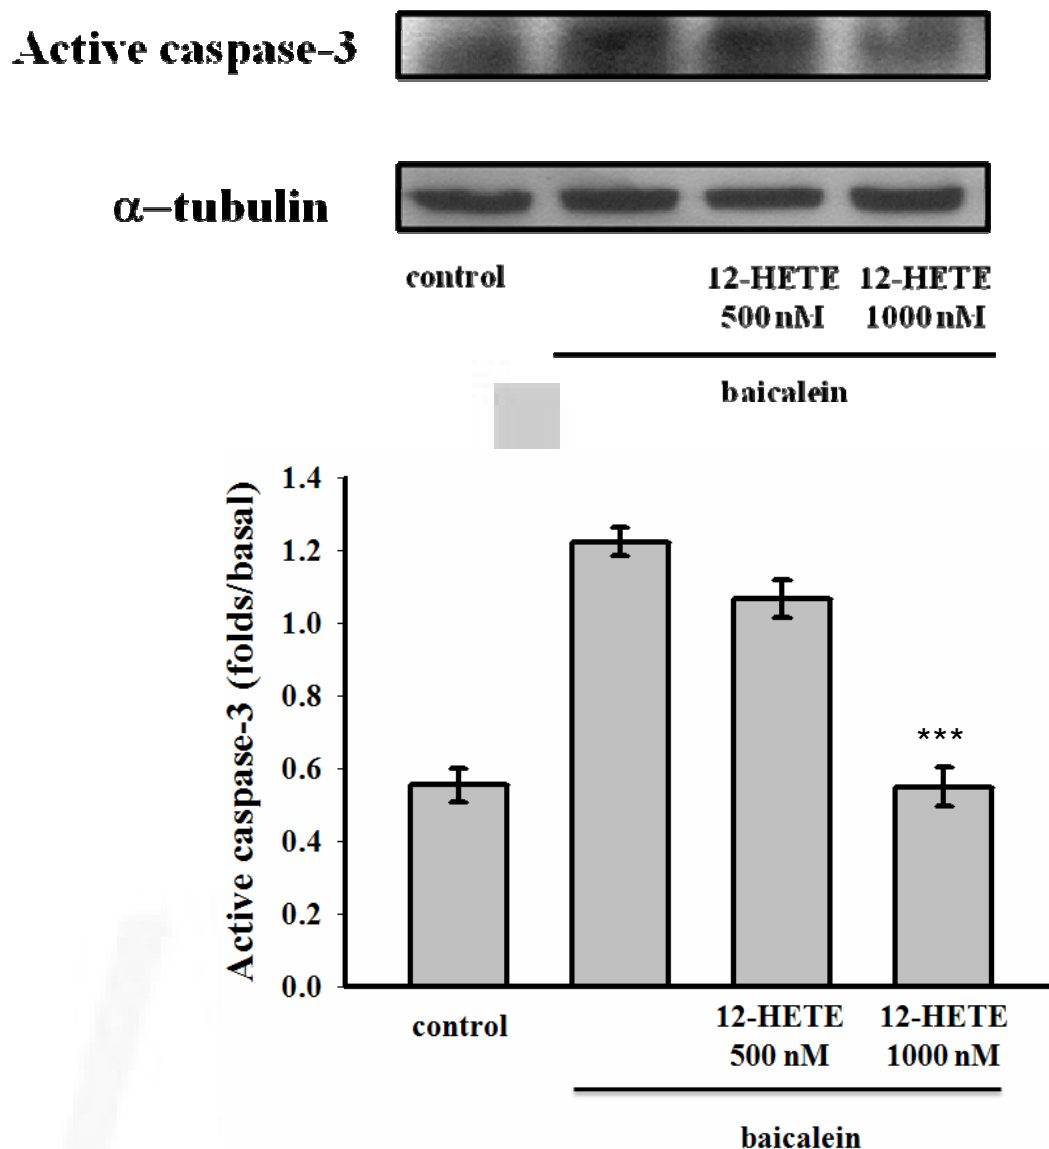 Active caspase-3
α–tubulin
control
12-HETE 12-HETE
500 nM 1000 nM
baicalein
Active caspase-3 (folds/basal)
1.4
1.2
1.0
0.8
0.6
0.4
0.2
0.0
***
control
12-HETE 12-HETE
500 nM 1000 nM
baicalein